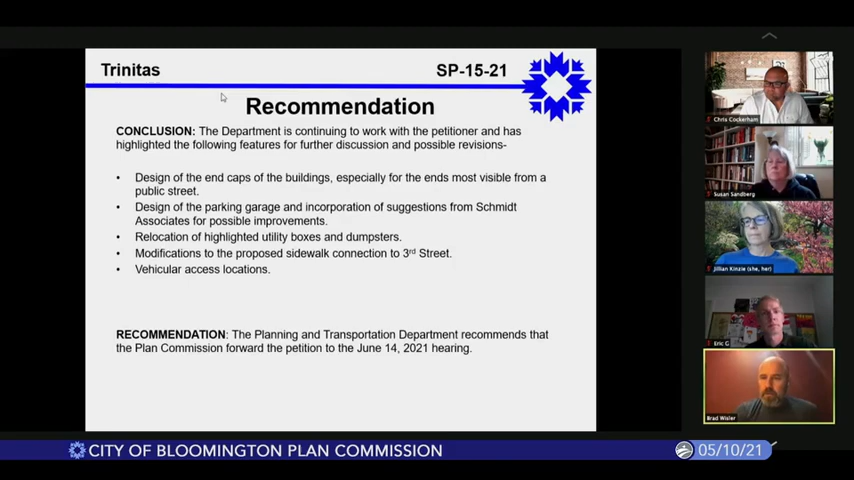 Trinitas SP-15-21
Recommendation
CONCLUSION: The Department is continuing to work with the petitioner and has
highlighted the following features for further discussion and possible revisions-
• Design of the end caps of the buildings, especially for the ends most visible from a
public street.
• Design of the parking garage and incorporation of suggestions from Schmidt
Associates for possible improvements.
• Relocation of highlighted utility boxes and dumpsters.
• Modifications to the proposed sidewalk connection to 3rd Street.
• Vehicular access locations.
RECOMMENDATION: The Planning and Transportation Department recommends that
the Plan Commission forward the petition to the June 14, 2021 hearing.
Chris Cockerham
Susan Sandberg
Jillian Kinzie (she, her)
Eric G
Brad Wisler
CITY OF BLOOMINGTON PLAN COMMISSION
05/10/21